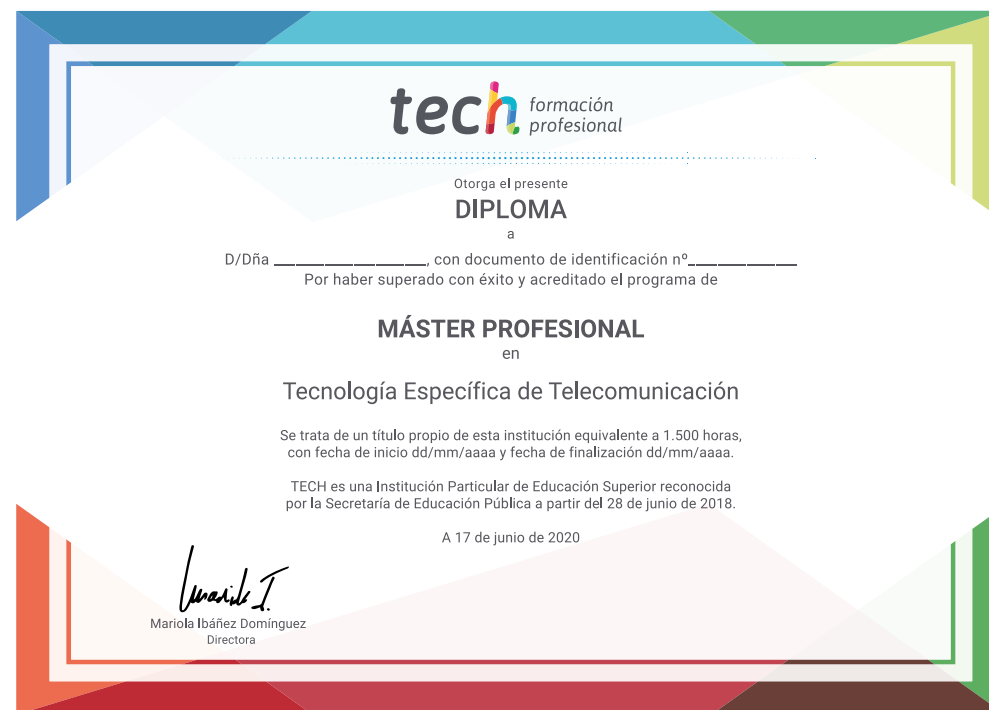 tech formación
profesional
Otorga el presente
DIPLOMA
a
D/Dña ______________, con documento de identificación nº__________
Por haber superado con éxito y acreditado el programa de
MÁSTER PROFESIONAL
en
Tecnología Específica de Telecomunicación
Se trata de un título propio de esta institución equivalente a 1.500 horas,
con fecha de inicio dd/mm/aaaa y fecha de finalización dd/mm/aaaa.
TECH es una Institución Particular de Educación Superior reconocida
por la Secretaría de Educación Pública a partir del 28 de junio de 2018.
A 17 de junio de 2020
Mariola Ibáñez Domínguez
Directora